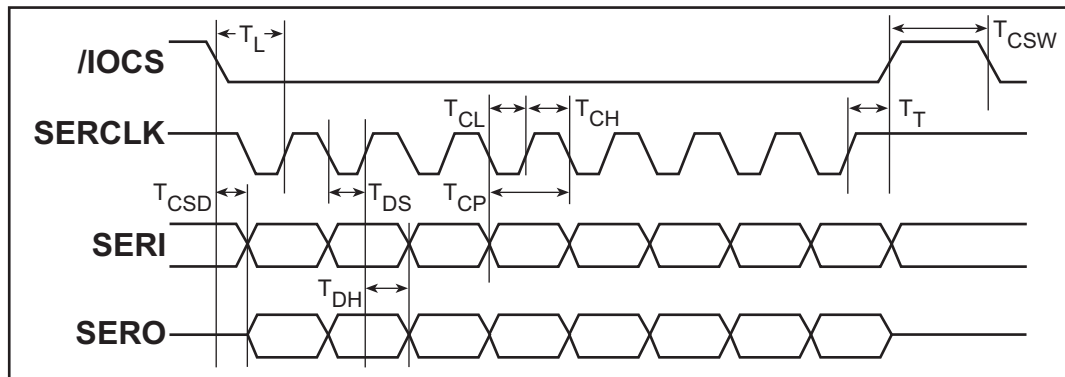 /IOCS
T_L
T_CSW
SERCLK
T_CL
T_CH
T_T
T_CSD
T_DS
T_CP
SERI
T_DH
SERO